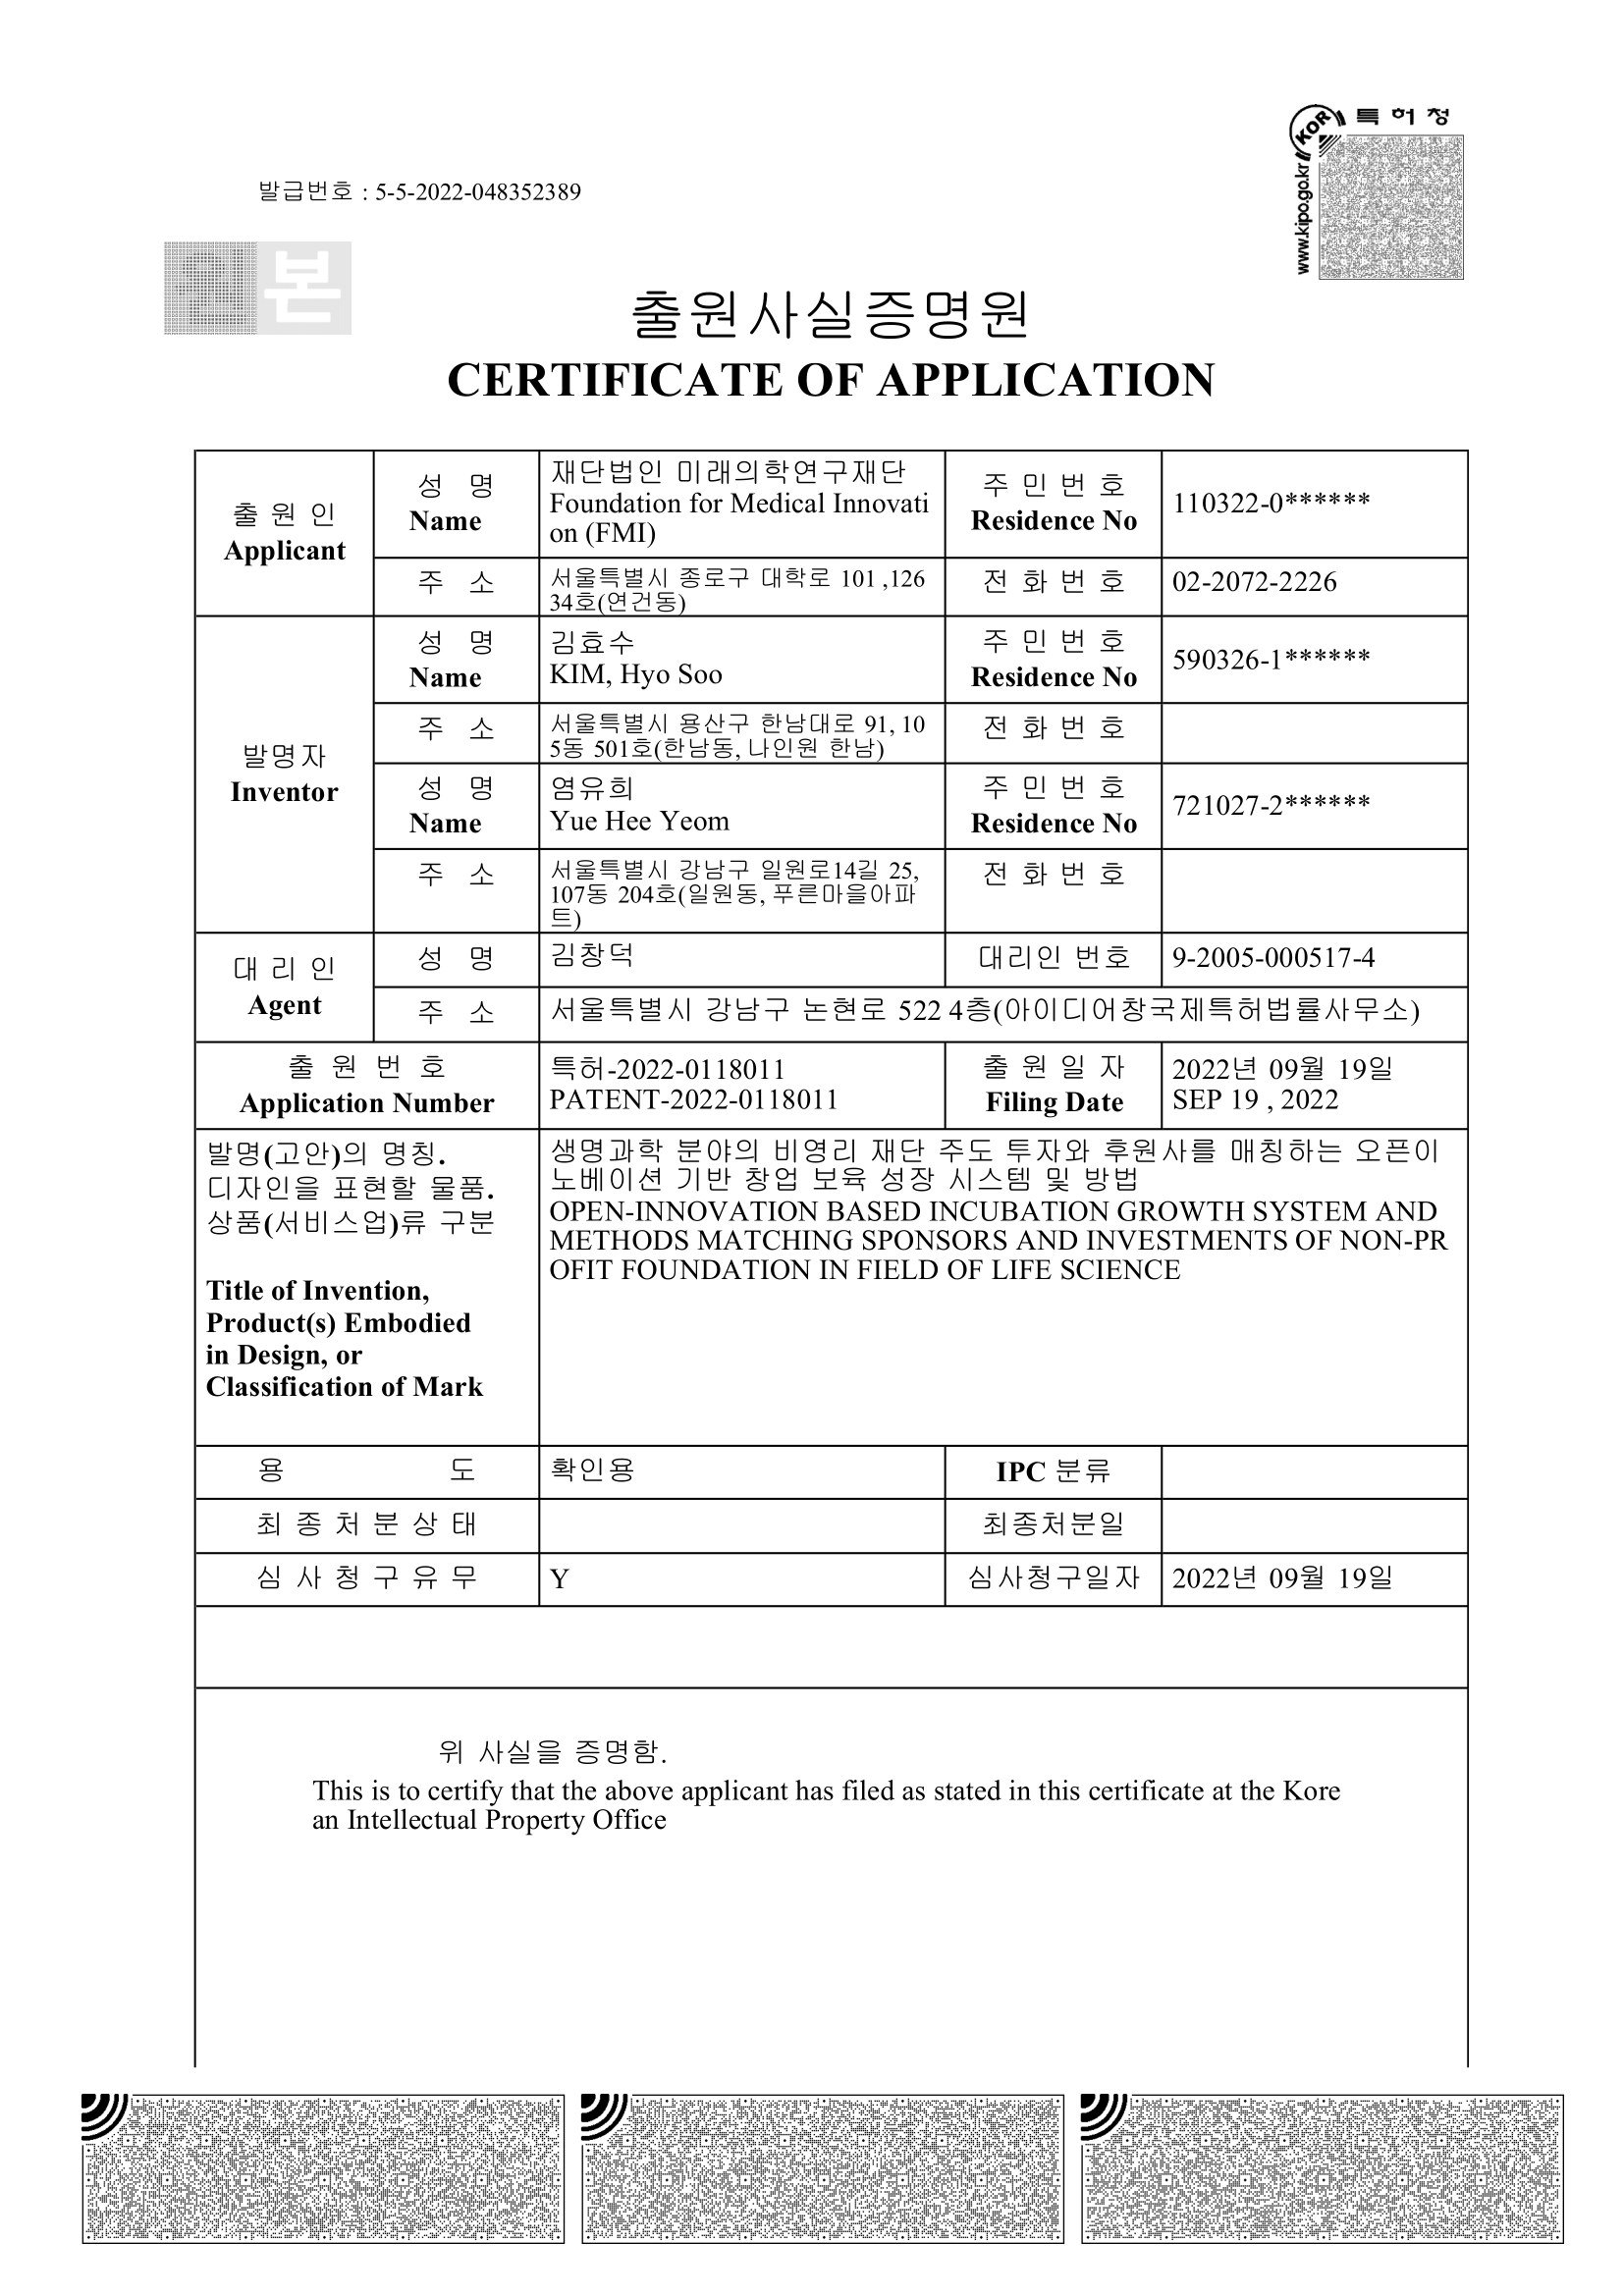 특허청
KOR
www.kipo.go.kr
발급번호 : 5-5-2022-048352389
원본
출원사실증명원
CERTIFICATE OF APPLICATION
출 원 인
Applicant
성 명
Name
재단법인 미래의학연구재단
Foundation for Medical Innovati
on (FMI)
주 민 번 호
Residence No
110322-0******
주 소
서울특별시 종로구 대학로 101 ,126
34호(연건동)
전 화 번 호
02-2072-2226
발명자
Inventor
성 명
Name
김효수
KIM, Hyo Soo
주 민 번 호
Residence No
590326-1******
주 소
서울특별시 용산구 한남대로 91, 10
5동 501호(한남동, 나인원 한남)
전 화 번 호
성 명
Name
염유희
Yue Hee Yeom
주 민 번 호
Residence No
721027-2******
주 소
서울특별시 강남구 일원로14길 25,
107동 204호(일원동, 푸른마을아파
트)
전 화 번 호
대 리 인
Agent
성 명
김창덕
대리인 번호
9-2005-000517-4
주 소
서울특별시 강남구 논현로 522 4층(아이디어창국제특허법률사무소)
출 원 번 호
Application Number
특허-2022-0118011
PATENT-2022-0118011
출 원 일 자
Filing Date
2022년 09월 19일
SEP 19 , 2022
발명(고안)의 명칭.
디자인을 표현할 물품.
상품(서비스업)류 구분
Title of Invention,
Product(s) Embodied
in Design, or
Classification of Mark
생명과학 분야의 비영리 재단 주도 투자와 후원사를 매칭하는 오픈이
노베이션 기반 창업 보육 성장 시스템 및 방법
OPEN-INNOVATION BASED INCUBATION GROWTH SYSTEM AND
METHODS MATCHING SPONSORS AND INVESTMENTS OF NON-PR
OFIT FOUNDATION IN FIELD OF LIFE SCIENCE
용 도
확인용
IPC 분류
최 종 처 분 상 태
최종처분일
심 사 청 구 유 무
Y
심사청구일자
2022년 09월 19일
위 사실을 증명함.
This is to certify that the above applicant has filed as stated in this certificate at the Kore
an Intellectual Property Office